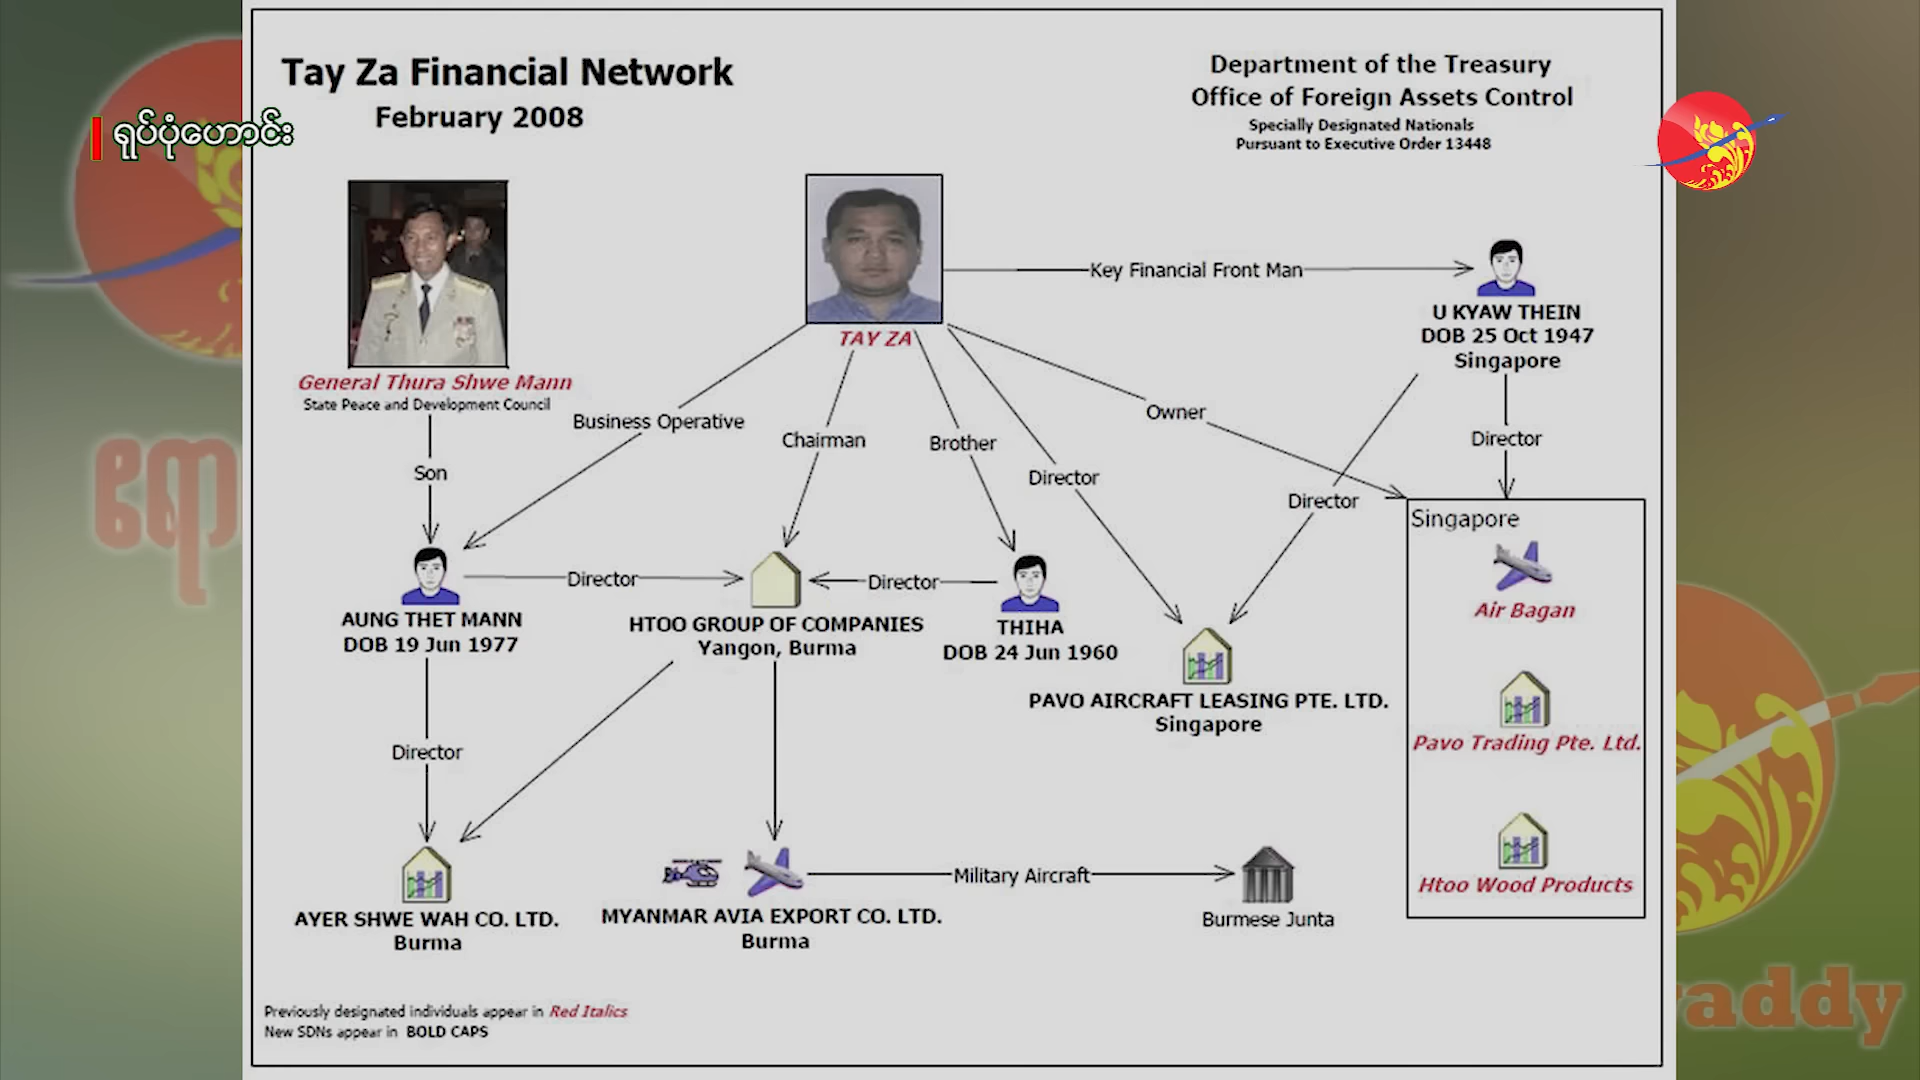 Tay Za Financial Network
February 2008
Department of the Treasury
Office of Foreign Assets Control
Specially Designated Nationals
Pursuant to Executive Order 13448
ရုပ်ပုံဟောင်း
General Thura Shwe Mann
State Peace and Development Council
TAY ZA
Key Financial Front Man
U KYAW THEIN
DOB 25 Oct 1947
Singapore
Son
Business Operative
Chairman
Brother
Director
Owner
Director
Director
AUNG THET MANN
DOB 19 Jun 1977
Director
HTOO GROUP OF COMPANIES
Yangon, Burma
Director
THIHA
DOB 24 Jun 1960
PAVO AIRCRAFT LEASING PTE. LTD.
Singapore
Singapore
Air Bagan
Pavo Trading Pte. Ltd.
Htoo Wood Products
Director
AYER SHWE WAH CO. LTD.
Burma
MYANMAR AVIA EXPORT CO. LTD.
Burma
Military Aircraft
Burmese Junta
Previously designated individuals appear in Red Italics
New SDNs appear in BOLD CAPS